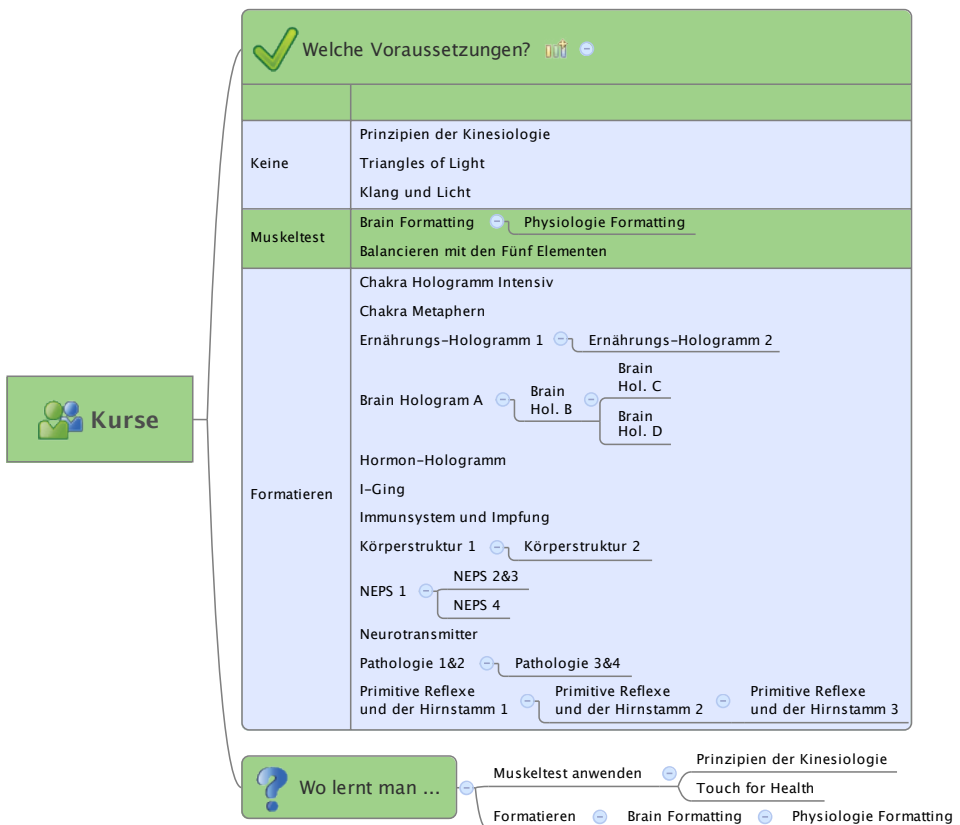 Welche Voraussetzungen?
Keine
Prinzipien der Kinesiologie
Triangles of Light
Klang und Licht
Muskeltest
Brain Formatting
Physiologie Formatting
Balancieren mit den Fünf Elementen
Formatieren
Chakra Hologramm Intensiv
Chakra Metaphern
Ernährungs-Hologramm 1
Ernährungs-Hologramm 2
Brain Hologram A
Brain
Hol. B
Brain
Hol. C
Brain
Hol. D
Hormon-Hologramm
I-Ging
Immunsystem und Impfung
Körperstruktur 1
Körperstruktur 2
NEPS 1
NEPS 2&3
NEPS 4
Neurotransmitter
Pathologie 1&2
Pathologie 3&4
Primitive Reflexe
und der Hirnstamm 1
Primitive Reflexe
und der Hirnstamm 2
Primitive Reflexe
und der Hirnstamm 3
Kurse
Wo lernt man ...
Muskeltest anwenden
Prinzipien der Kinesiologie
Touch for Health
Formatieren
Brain Formatting
Physiologie Formatting